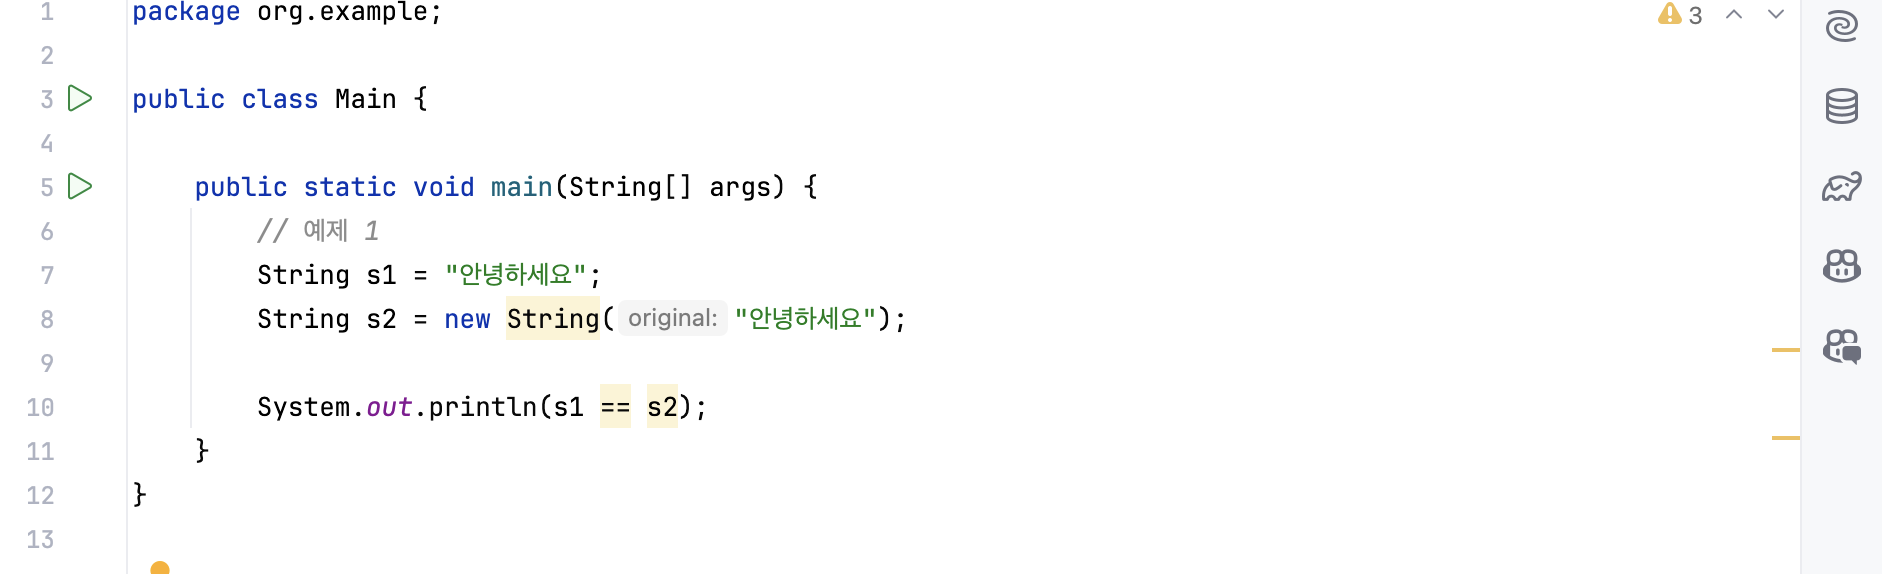 3
1 package org.example;
2
3 public class Main {
4
5 public static void main(String[] args) {
6 // 예제 1
7 String s1 = "안녕하세요";
8 String s2 = new String( original: "안녕하세요");
9
10 System.out.println(s1 == s2);
11 }
12 }
13